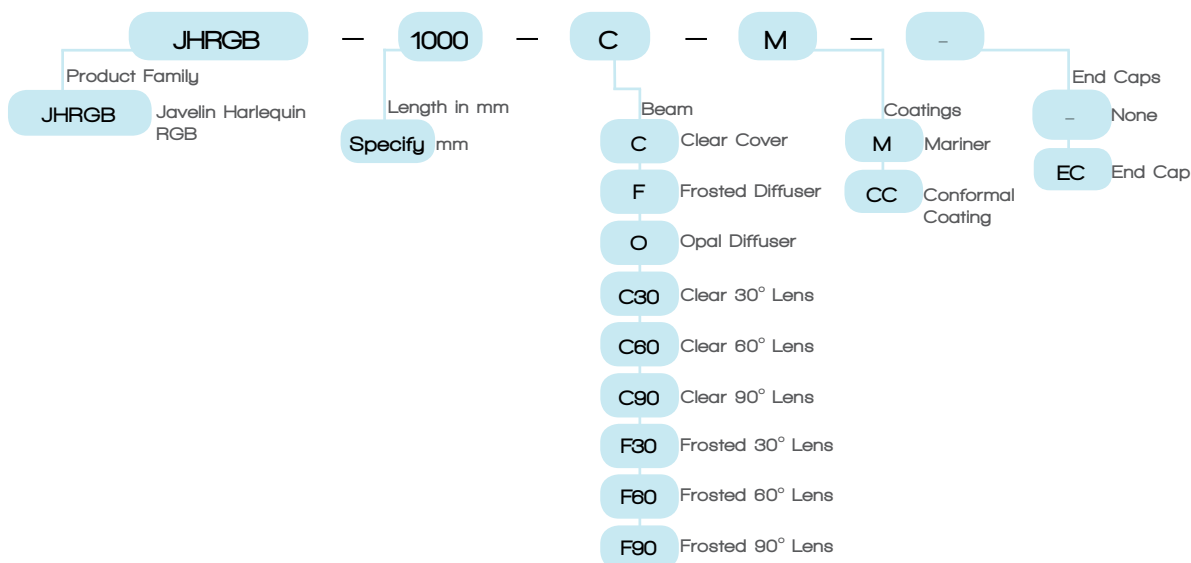 JHRGB — 1000 — C — M — _
Product Family
JHRGB Javelin Harlequin
RGB
Length in mm
Specify mm
Beam
C Clear Cover
F Frosted Diffuser
O Opal Diffuser
C30 Clear 30° Lens
C60 Clear 60° Lens
C90 Clear 90° Lens
F30 Frosted 30° Lens
F60 Frosted 60° Lens
F90 Frosted 90° Lens
Coatings
M Mariner
CC Conformal
Coating
End Caps
_ None
EC End Cap